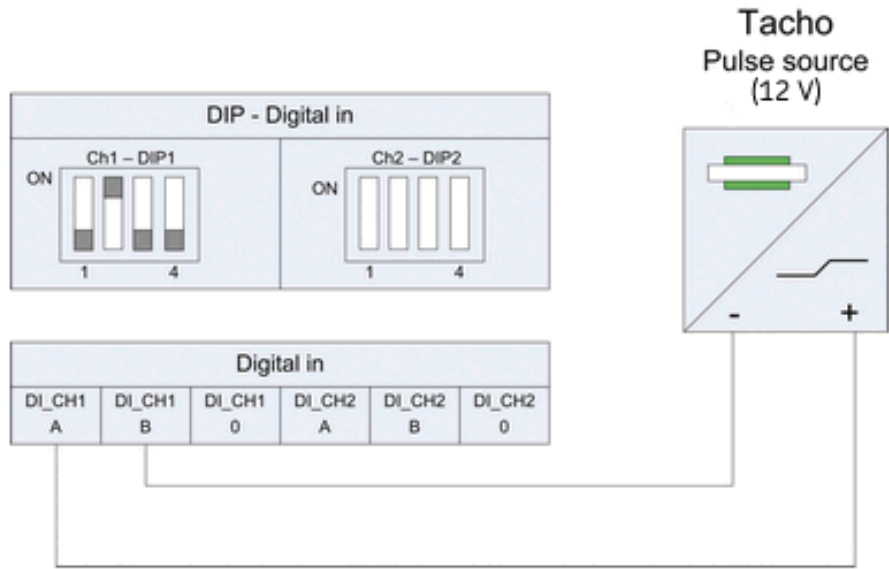 Tacho
Pulse source
(12 V)
DIP - Digital in
Ch1 – DIP1
Ch2 – DIP2
ON
ON
1 4
1 4
- +
Digital in
DI_CH1 DI_CH1 DI_CH1 DI_CH2 DI_CH2 DI_CH2
A B 0 A B 0